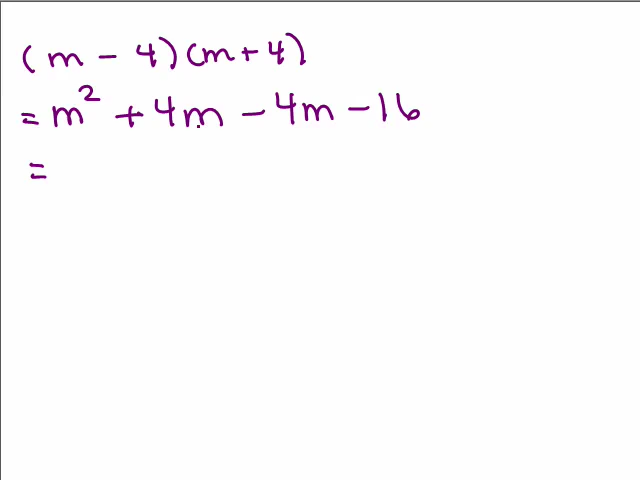 (m - 4)(m + 4)
= m² + 4m - 4m - 16
=